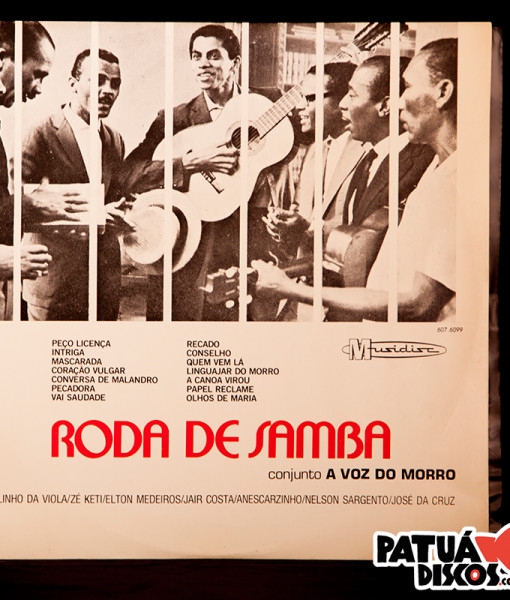 607.6099
Musidisc
PEÇO LICENÇA
INTRIGA
MASCARADA
CORAÇÃO VULGAR
CONVERSA DE MALANDRO
PECADORA
VAI SAUDADE
RECADO
CONSELHO
QUEM VEM LÁ
LINGUAJAR DO MORRO
A CANOA VIROU
PAPEL RECLAME
OLHOS DE MARIA
RODA DE SAMBA
conjunto A VOZ DO MORRO
LINHO DA VIOLA/ZÉ KETI/ELTON MEDEIROS/JAIR COSTA/ANESCARZINHO/NELSON SARGENTO/JOSÉ DA CRUZ
PATUÁ
DISCOS